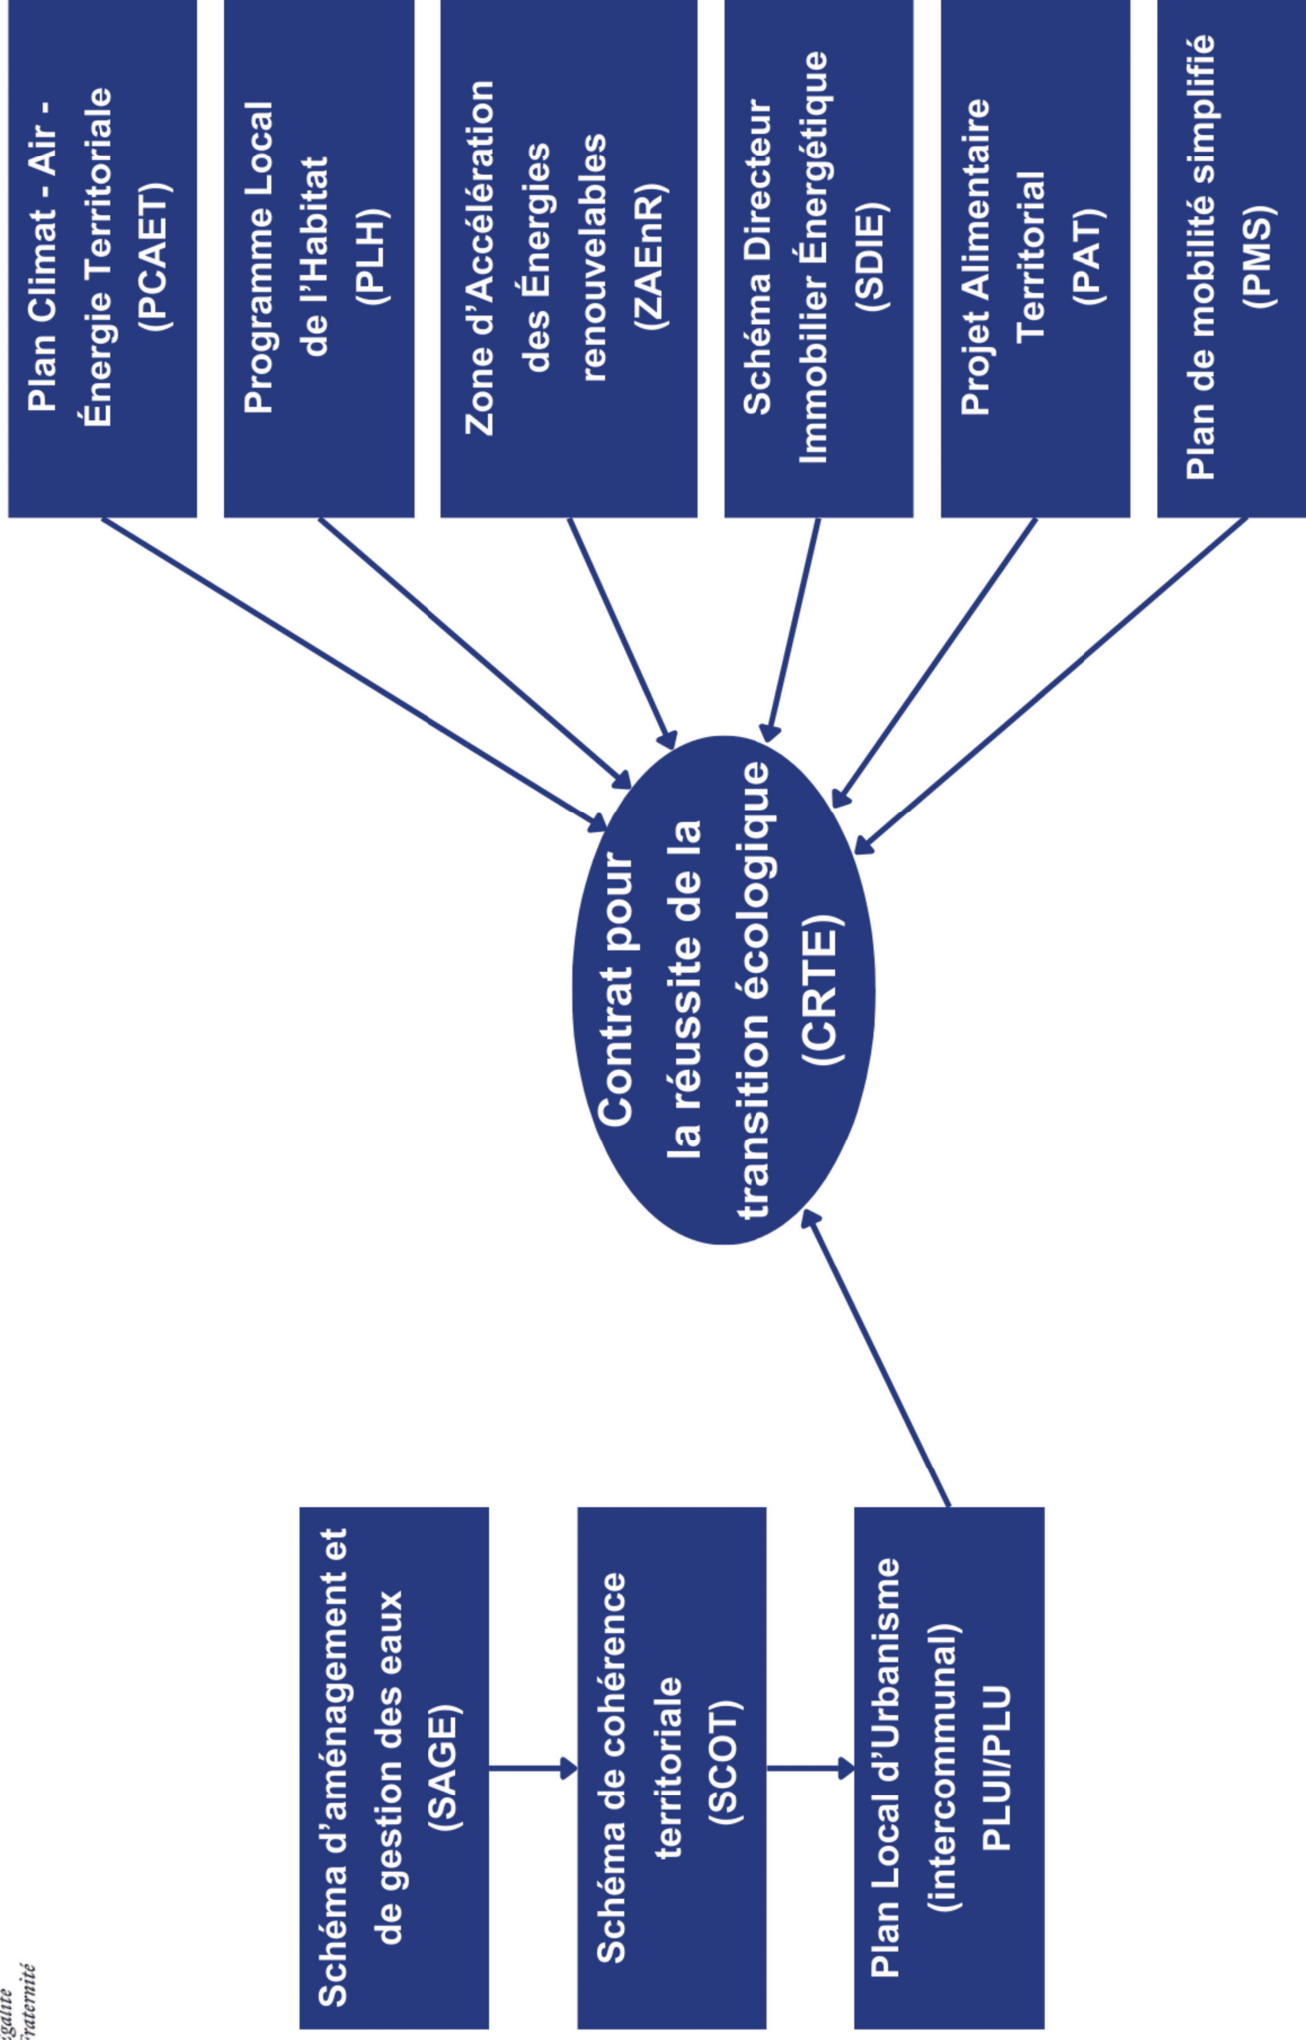 Fraternité
Schéma d'aménagement et
de gestion des eaux
(SAGE)
Schéma de cohérence
territoriale
(SCOT)
Plan Local d'Urbanisme
(intercommunal)
PLUI/PLU
Contrat pour
la réussite de la
transition écologique
(CRTE)
Plan Climat - Air -
Énergie Territoriale
(PCAET)
Programme Local
de l'Habitat
(PLH)
Zone d'Accélération
des Énergies
renouvelables
(ZAEnR)
Schéma Directeur
Immobilier Énergétique
(SDIE)
Projet Alimentaire
Territorial
(PAT)
Plan de mobilité simplifié
(PMS)